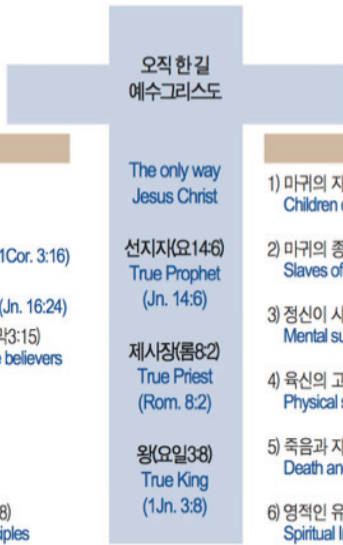 오직 한 길
예수그리스도
The only way
Jesus Christ
선지자(요14:6)
True Prophet
(Jn. 14:6)
제사장(롬8:2)
True Priest
(Rom. 8:2)
왕(요일3:8)
True King
(1Jn. 3:8)
1Cor. 3:16)
(Jn. 16:24)
막3:15)
believers
8)
1) 마귀의
Children
2) 마귀의
Slaves of
3) 정신이
Mental
4) 육신의
Physical
5) 죽음과
Death
6) 영적인
Spiritual